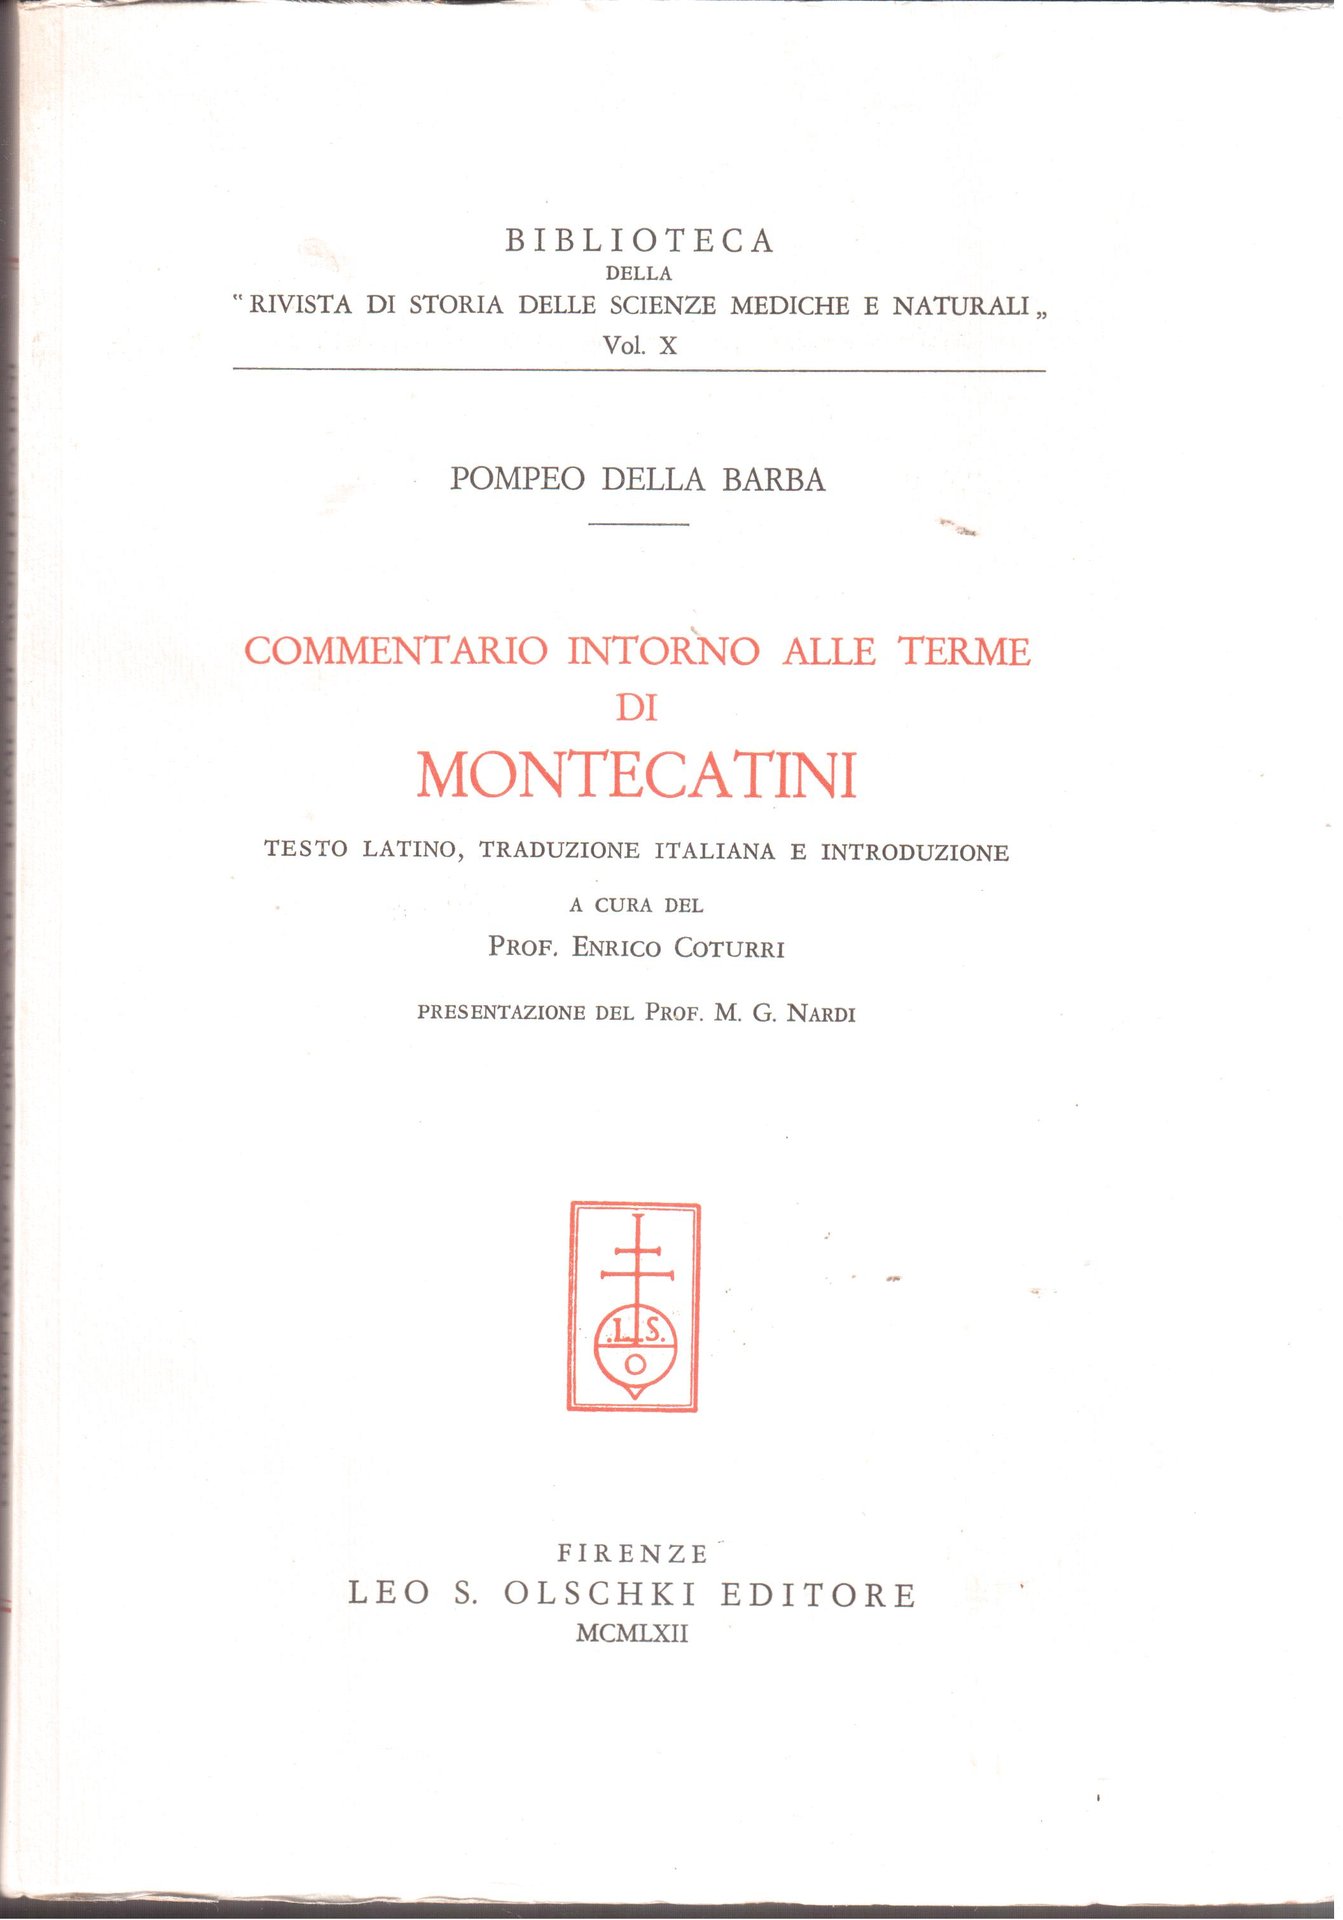 BIBLIOTECA
DELLA
‟RIVISTA DI STORIA DELLE SCIENZE MEDICHE E NATURALI„
Vol. X
POMPEO DELLA BARBA
COMMENTARIO INTORNO ALLE TERME
DI
MONTECATINI
TESTO LATINO, TRADUZIONE ITALIANA E INTRODUZIONE
A CURA DEL
PROF. ENRICO COTURRI
PRESENTAZIONE DEL PROF. M. G. NARDI
.L.S.
O
FIRENZE
LEO S. OLSCHKI EDITORE
MCMLXII